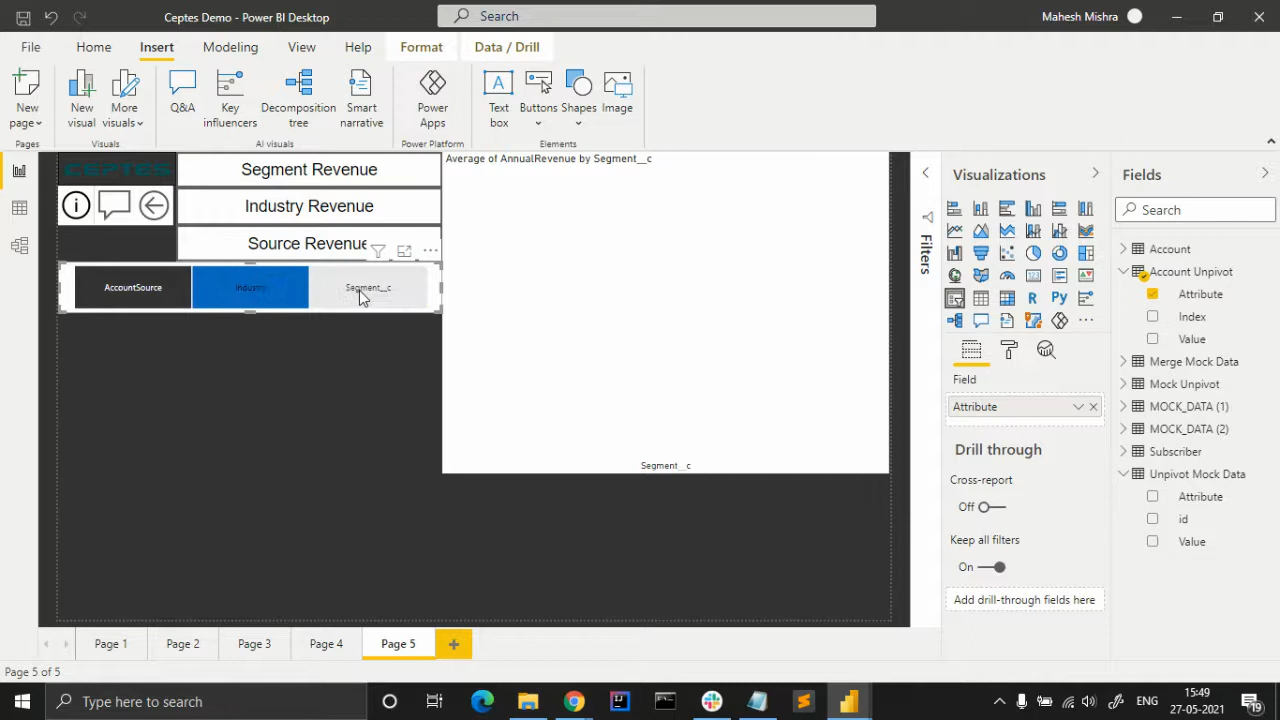 Ceptes Demo - Power BI Desktop
Search
Mahesh Mishra
File
Home
Insert
Modeling
View
Help
Format
Data / Drill
New page
New visual
More visuals
Q&A
Key influencers
Decomposition tree
Smart narrative
Power Apps
Text box
Buttons
Shapes
Image
Pages
Visuals
AI visuals
Power Platform
Elements
CEPTES
Segment Revenue
Industry Revenue
Source Revenue
AccountSource
Industry
Segment__c
Average of AnnualRevenue by Segment__c
Segment__c
Filters
Visualizations
Field
Attribute
Drill through
Cross-report
Off
Keep all filters
On
Add drill-through fields here
Fields
Search
Account
Account Unpivot
Attribute
Index
Value
Merge Mock Data
Mock Unpivot
MOCK_DATA (1)
MOCK_DATA (2)
Subscriber
Unpivot Mock Data
Attribute
id
Value
Page 1
Page 2
Page 3
Page 4
Page 5
Page 5 of 5
Type here to search
ENG
15:49
27-05-2021
19